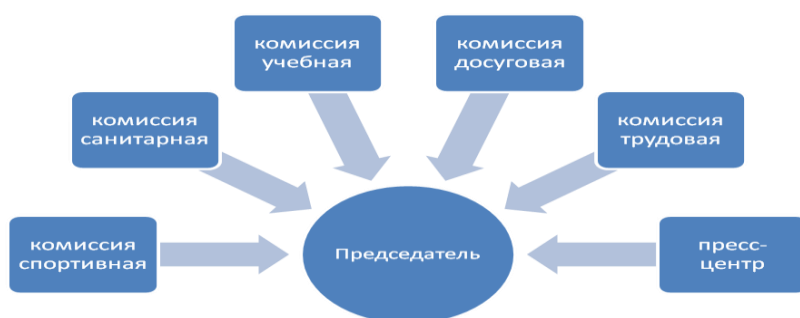 комиссия
учебная
комиссия
досуговая
комиссия
санитарная
комиссия
трудовая
комиссия
спортивная
Председатель
пресс-
центр